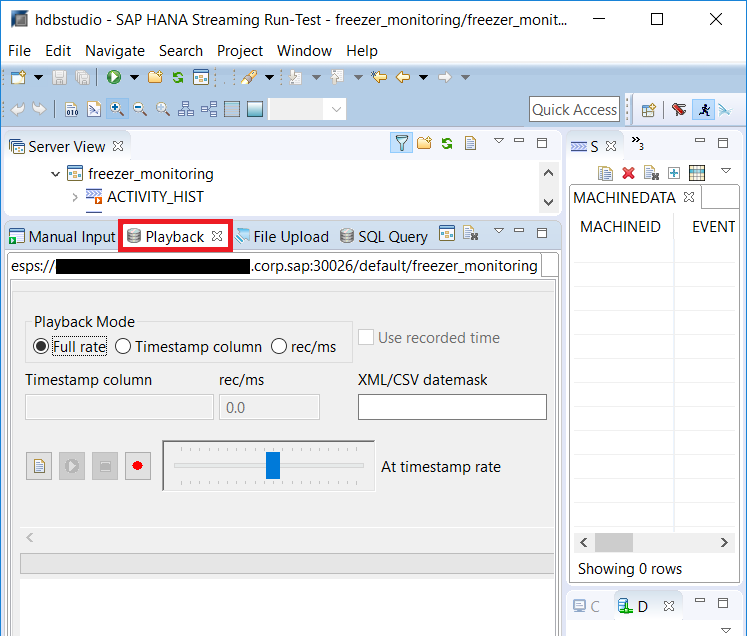 hdbstudio - SAP HANA Streaming Run-Test - freezer_monitoring/freezer_monit...
File Edit Navigate Search Project Window Help
010
Quick Access
Server View
freezer_monitoring
ACTIVITY_HIST
Manual Input Playback File Upload SQL Query
esps:// .corp.sap:30026/default/freezer_monitoring
Playback Mode
Full rate Timestamp column rec/ms
Use recorded time
Timestamp column rec/ms XML/CSV datemask
0.0
At timestamp rate
S 3
MACHINEDATA
MACHINEID EVENT
Showing 0 rows
C D